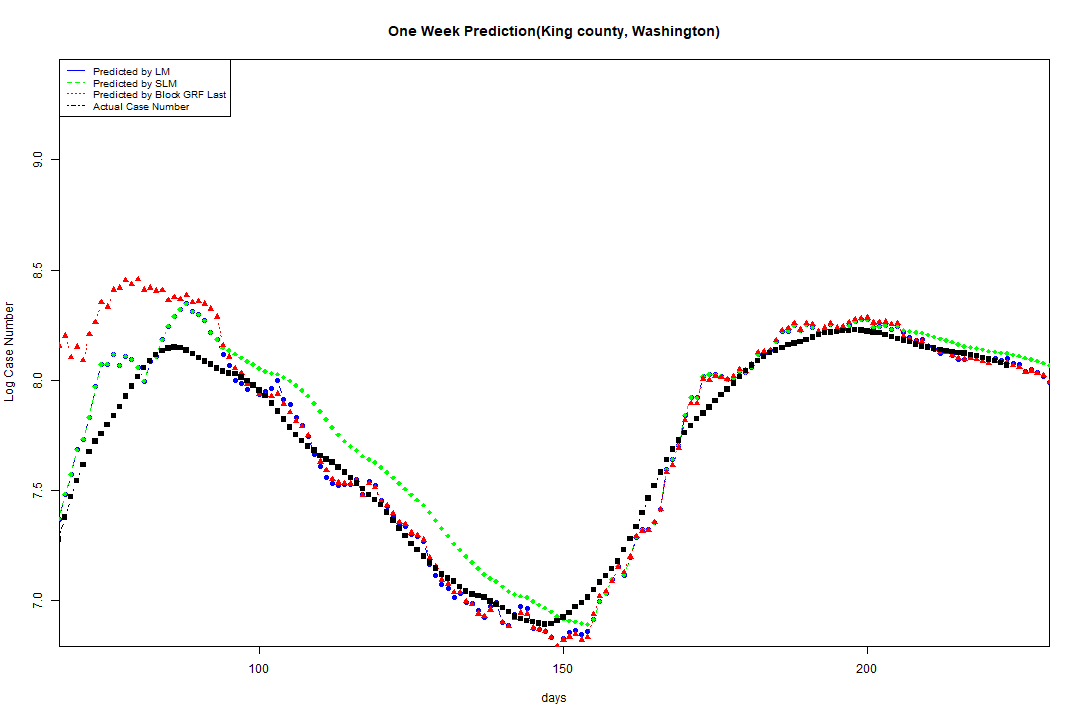 One Week Prediction(King county, Washington)
Predicted by LM
Predicted by SLM
Predicted by Block GRF Last
Actual Case Number
9.0
8.5
8.0
7.5
7.0
Log Case Number
100 150 200
days